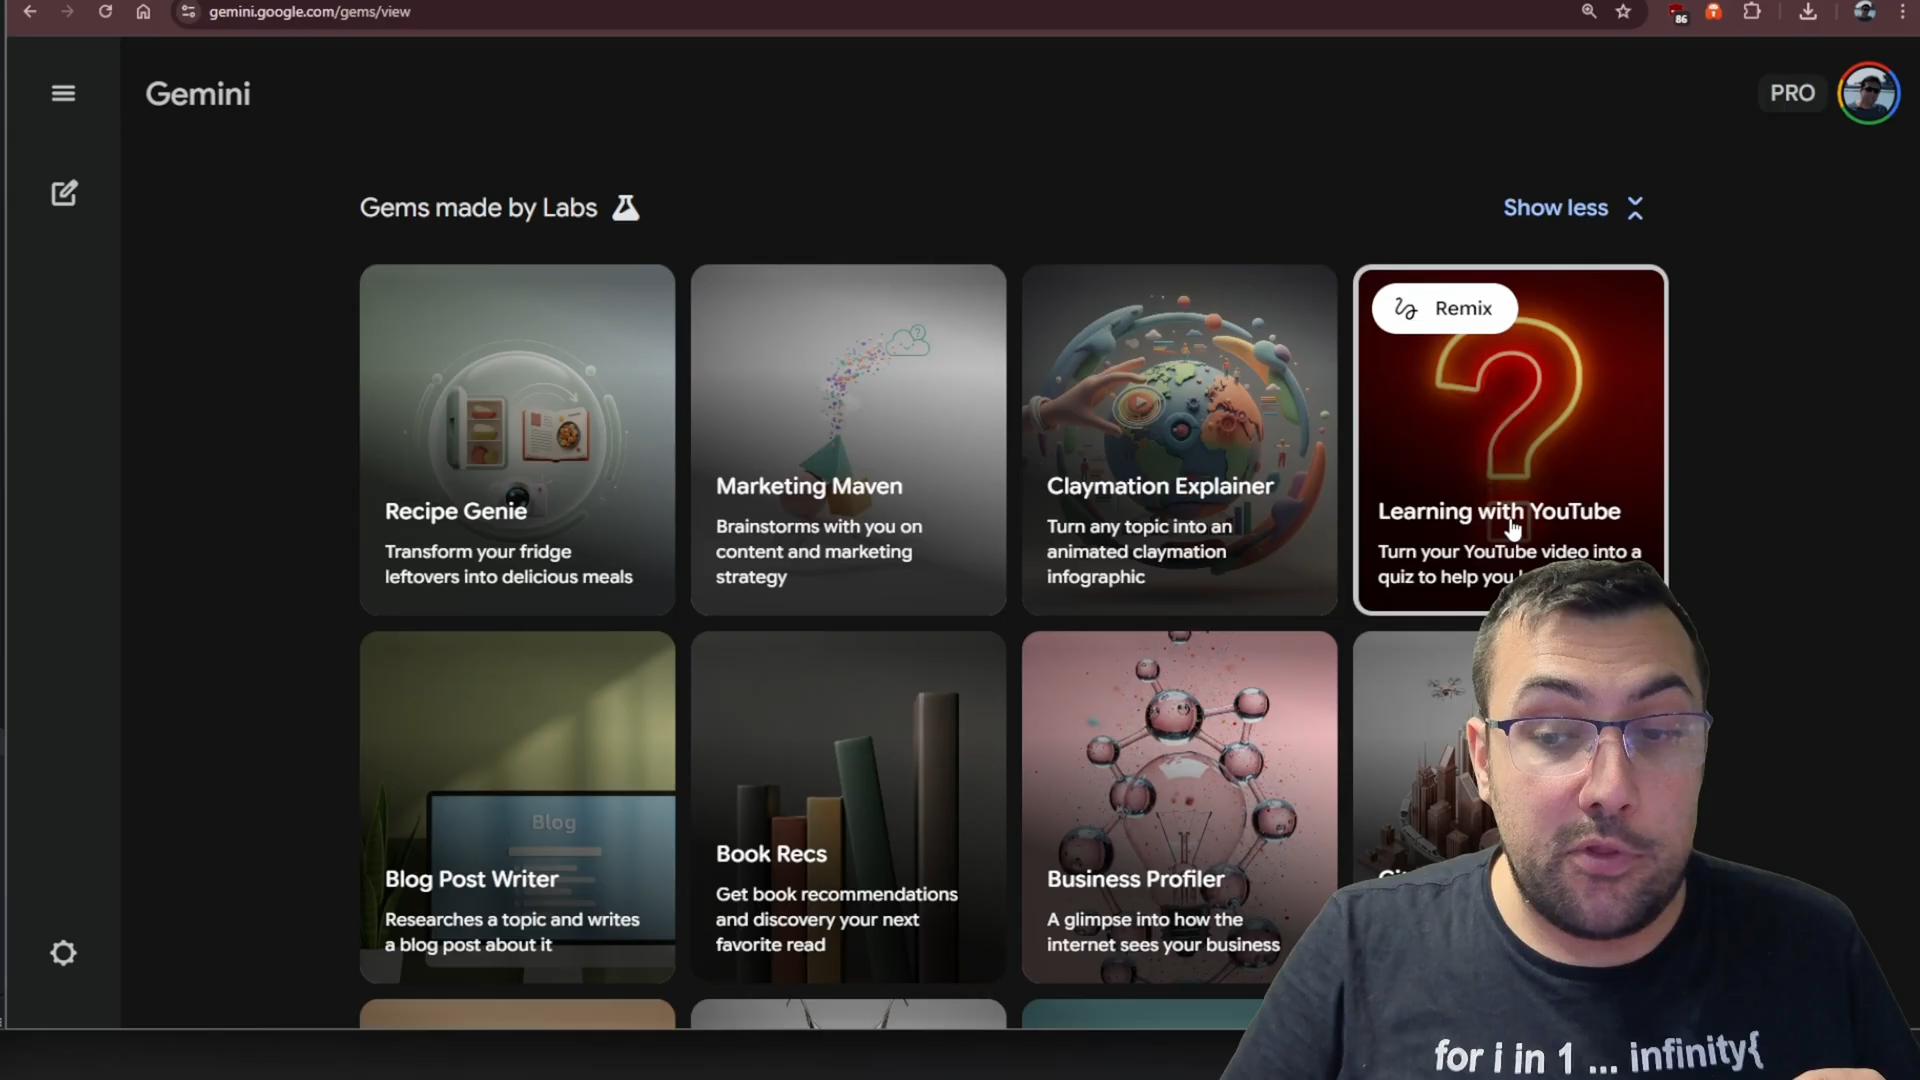 gemini.google.com/gems/view
86
Gemini
PRO
Gems made by Labs
Show less
Recipe Genie
Transform your fridge
leftovers into delicious meals
Marketing Maven
Brainstorms with you on
content and marketing
strategy
Claymation Explainer
Turn any topic into an
animated claymation
infographic
Remix
Learning with YouTube
Turn your YouTube video into a
quiz to help you
Blog
Blog Post Writer
Researches a topic and writes
a blog post about it
Book Recs
Get book recommendations
and discovery your next
favorite read
Business Profiler
A glimpse into how the
internet sees your business
for i in 1 ... infinity{